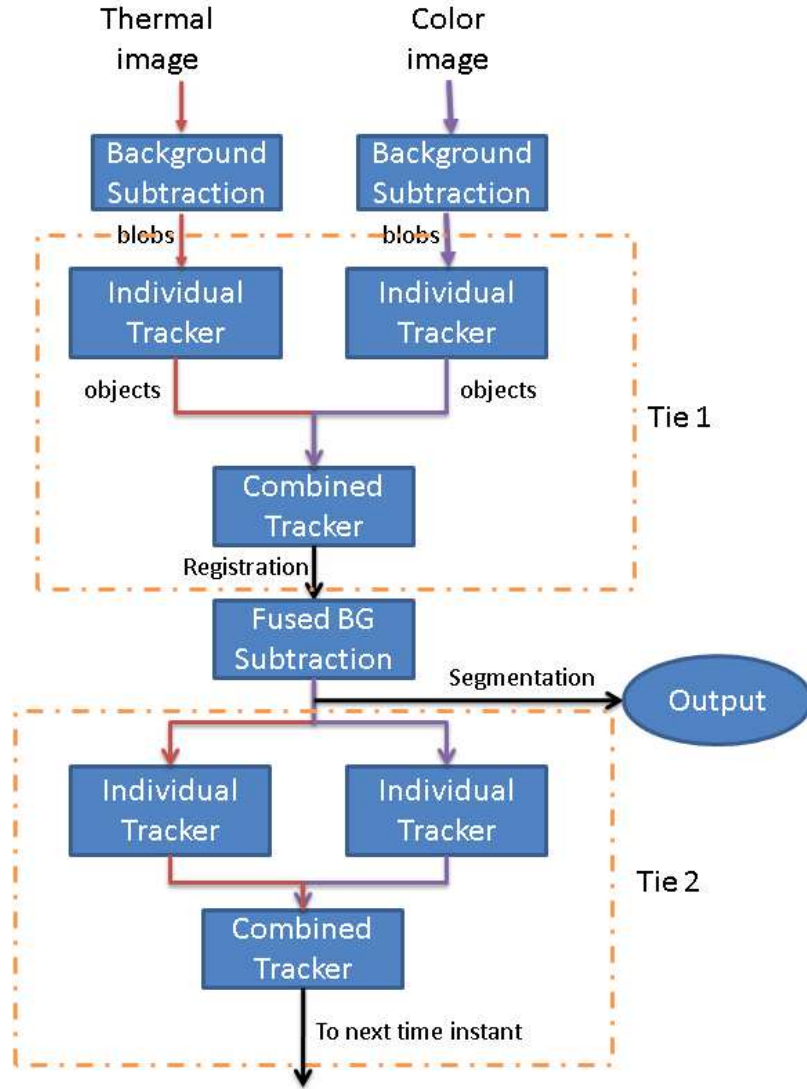 Thermal
image
Color
image
Background
Subtraction
Background
Subtraction
blobs
blobs
Individual
Tracker
Individual
Tracker
objects
objects
Tie 1
Combined
Tracker
Registration
Fused BG
Subtraction
Segmentation
Output
Individual
Tracker
Individual
Tracker
Tie 2
Combined
Tracker
To next time instant